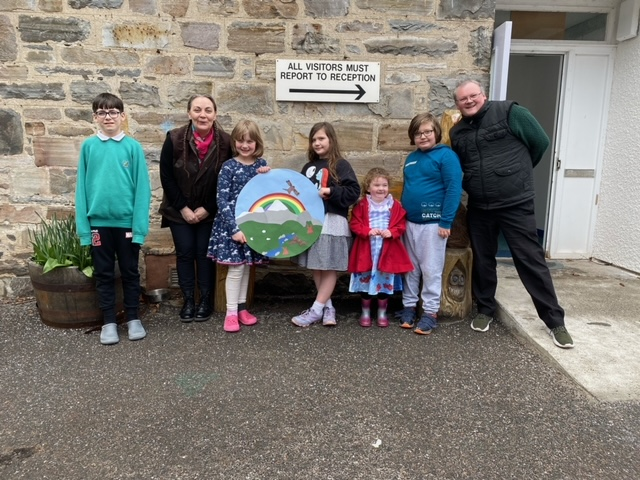 ALL VISITORS MUST
REPORT TO RECEPTION
CATCH